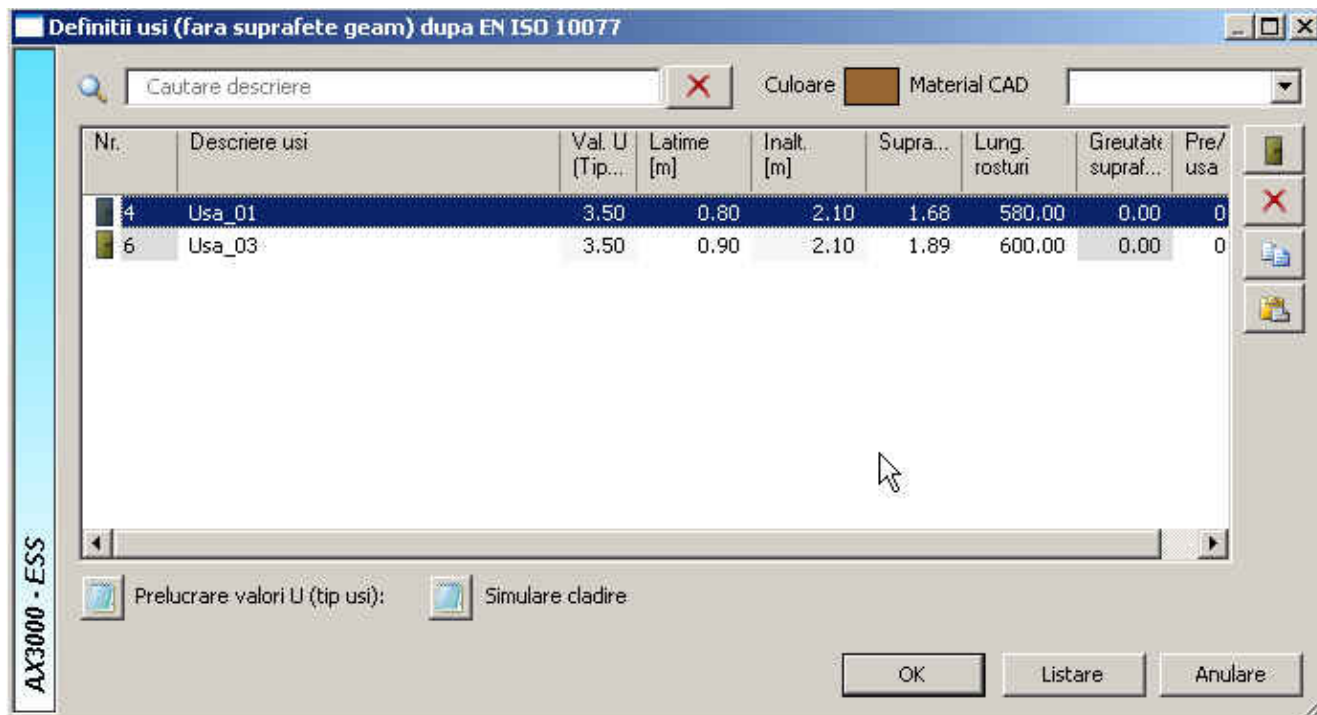 Definitii usi (fara suprafete geam) dupa EN ISO 10077
Cautare descriere
Culoare
Material CAD
Nr. Descriere usi Val. U Latime Inalt. Supra... Lung. Greutate Pre/
(Tip... [m] [m] rosturi supraf... usa
4 Usa_01 3.50 0.80 2.10 1.68 580.00 0.00 0
6 Usa_03 3.50 0.90 2.10 1.89 600.00 0.00 0
Prelucrare valori U (tip usi): Simulare cladire
OK Listare Anulare
AX3000 - ESS